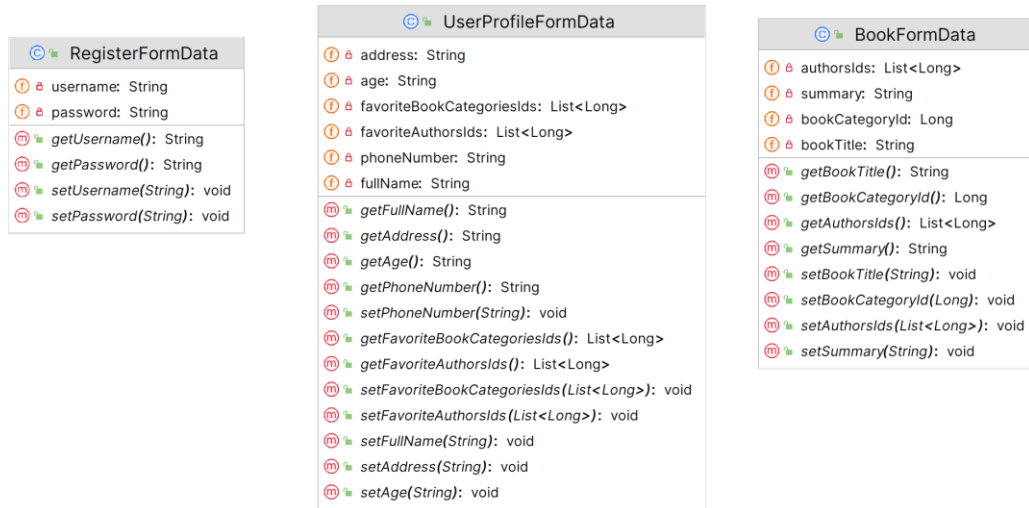 RegisterFormData
username: String
password: String
getUsername(): String
getPassword(): String
setUsername(String): void
setPassword(String): void
UserProfileFormData
address: String
age: String
favoriteBookCategoriesIds: List<Long>
favoriteAuthorsIds: List<Long>
phoneNumber: String
fullName: String
getFullName(): String
getAddress(): String
getAge(): String
getPhoneNumber(): String
setPhoneNumber(String): void
getFavoriteBookCategoriesIds(): List<Long>
getFavoriteAuthorsIds(): List<Long>
setFavoriteBookCategoriesIds(List<Long>): void
setFavoriteAuthorsIds(List<Long>): void
setFullName(String): void
setAddress(String): void
setAge(String): void
BookFormData
authorsIds: List<Long>
summary: String
bookCategoryId: Long
bookTitle: String
getBookTitle(): String
getBookCategoryId(): Long
getAuthorsIds(): List<Long>
getSummary(): String
setBookTitle(String): void
setBookCategoryId(Long): void
setAuthorsIds(List<Long>): void
setSummary(String): void